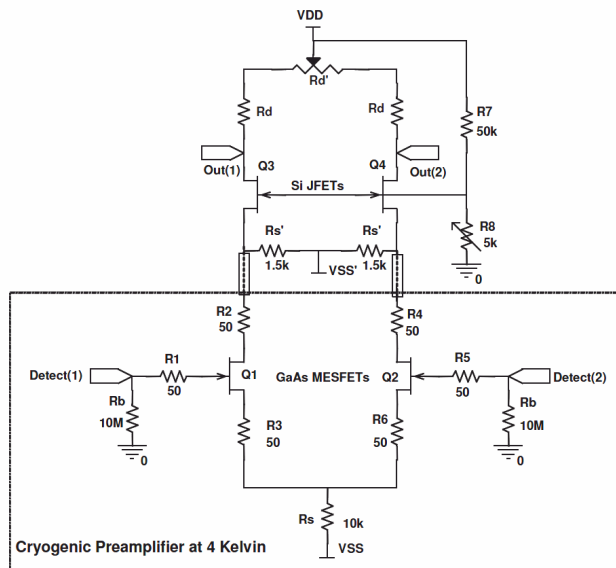 VDD
Rd'
Rd
Rd
R7
50k
Out(1)
Q3
Q4
Out(2)
Si JFETs
R8
5k
0
Rs'
Rs'
1.5k
VSS'
1.5k
R2
50
R4
50
Detect(1)
R1
50
Q1
GaAs MESFETs
Q2
R5
50
Detect(2)
Rb
10M
0
R3
50
R6
50
Rb
10M
0
Rs
10k
VSS
Cryogenic Preamplifier at 4 Kelvin